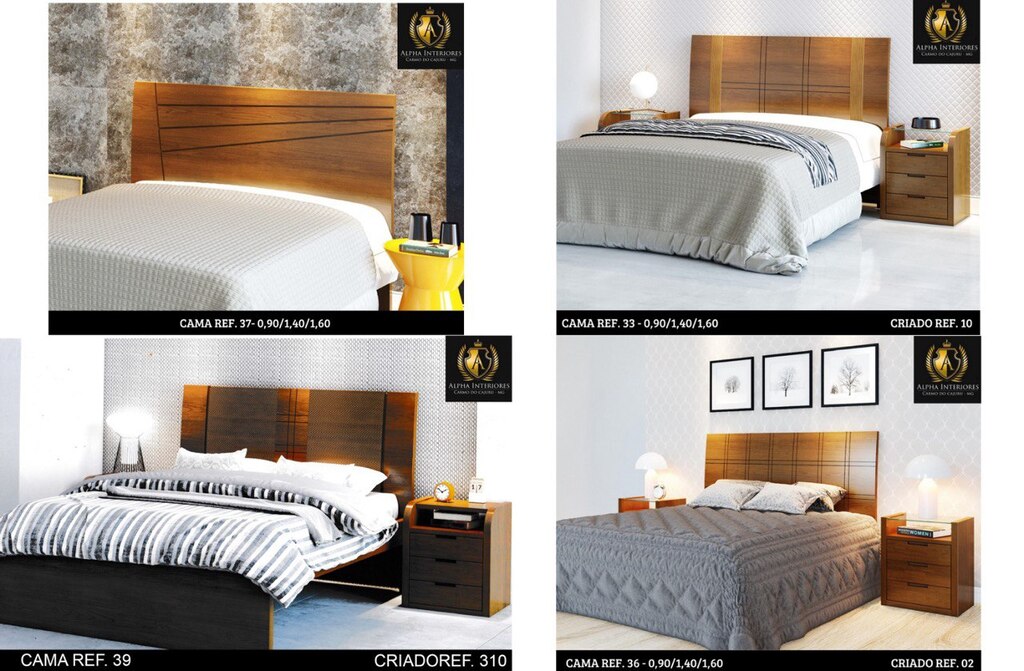 ALPHA INTERIORES
CARMO DO CAJURU - MG
CAMA REF. 37- 0,90/1,40/1,60
ALPHA INTERIORES
CARMO DO CAJURU - MG
CAMA REF. 33 - 0,90/1,40/1,60
CRIADO REF. 10
ALPHA INTERIORES
CARMO DO CAJURU - MG
17
CAMA REF. 39
CRIADOREF. 310
ALPHA INTERIORES
CARMO DO CAJURU - MG
WOMEN
CAMA REF. 36 - 0,90/1,40/1,60
CRIADO REF. 02